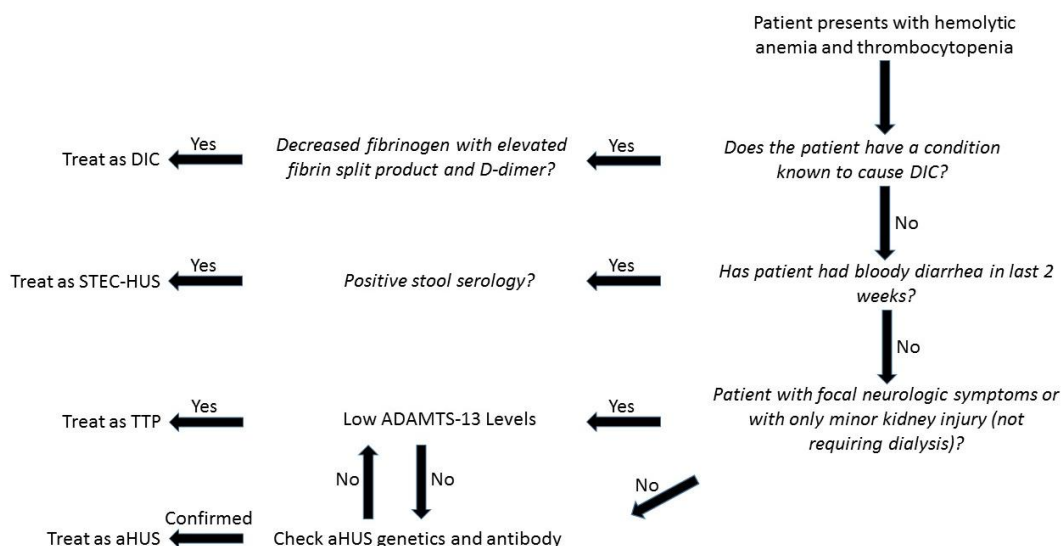 Patient presents with hemolytic
anemia and thrombocytopenia
Treat as DIC
Yes
Decreased fibrinogen with elevated
fibrin split product and D-dimer?
Yes
Does the patient have a condition
known to cause DIC?
No
Treat as STEC-HUS
Yes
Positive stool serology?
Yes
Has patient had bloody diarrhea in last 2
weeks?
No
Treat as TTP
Yes
Low ADAMTS-13 Levels
Yes
Patient with focal neurologic symptoms or
with only minor kidney injury (not
requiring dialysis)?
No
No
No
Treat as aHUS
Confirmed
Check aHUS genetics and antibody